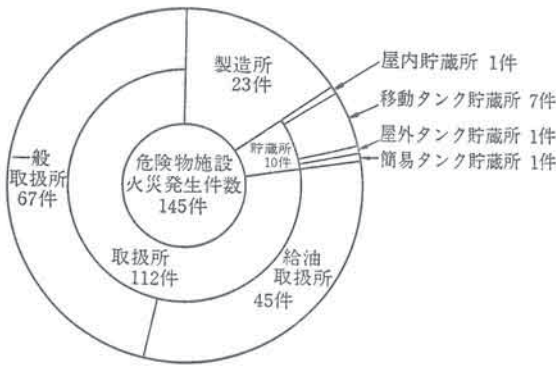 製造所
23件
屋内貯蔵所 1件
移動タンク貯蔵所 7件
屋外タンク貯蔵所 1件
簡易タンク貯蔵所 1件
貯蔵所
10件
一般
取扱所
67件
危険物施設
火災発生件数
145件
取扱所
112件
給油
取扱所
45件